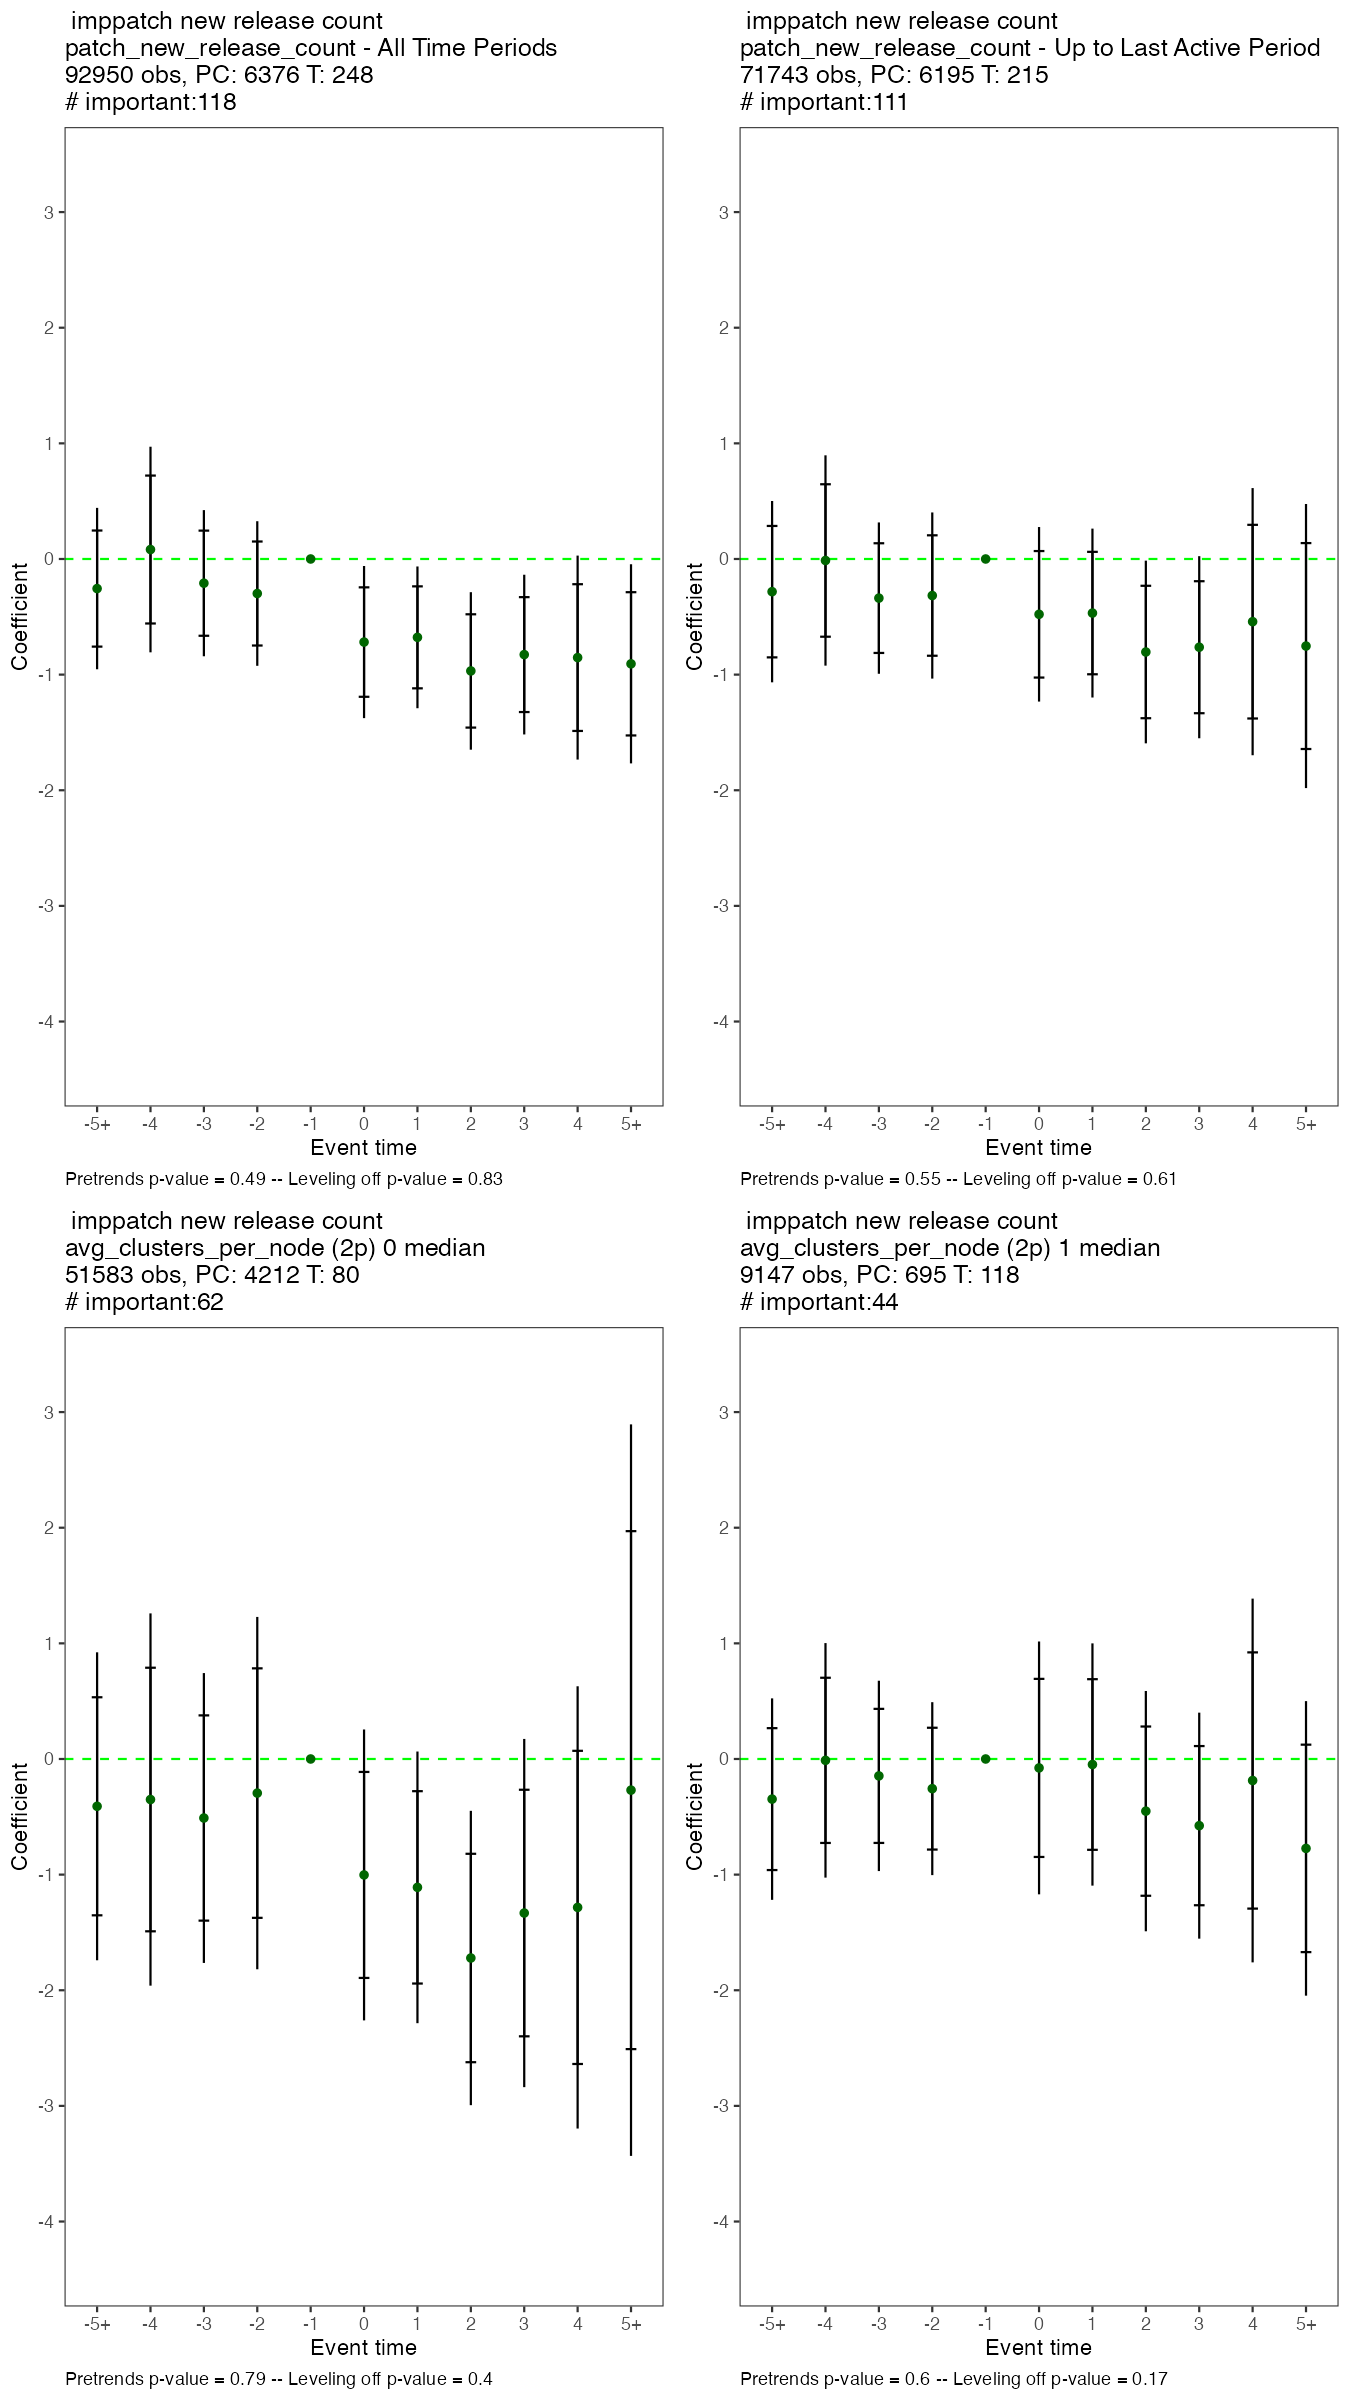 imppatch new release count
patch_new_release_count - All Time Periods
92950 obs, PC: 6376 T: 248
# important:118
3
2
1
0
-1
-2
-3
-4
Coefficient
-5+ -4 -3 -2 -1 0 1 2 3 4 5+
Event time
Pretrends p-value = 0.49 -- Leveling off p-value = 0.83
imppatch new release count
patch_new_release_count - Up to Last Active Period
71743 obs, PC: 6195 T: 215
# important:111
3
2
1
0
-1
-2
-3
-4
Coefficient
-5+ -4 -3 -2 -1 0 1 2 3 4 5+
Event time
Pretrends p-value = 0.55 -- Leveling off p-value = 0.61
imppatch new release count
avg_clusters_per_node (2p) 0 median
51583 obs, PC: 4212 T: 80
# important:62
3
2
1
0
-1
-2
-3
-4
Coefficient
-5+ -4 -3 -2 -1 0 1 2 3 4 5+
Event time
Pretrends p-value = 0.79 -- Leveling off p-value = 0.4
imppatch new release count
avg_clusters_per_node (2p) 1 median
9147 obs, PC: 695 T: 118
# important:44
3
2
1
0
-1
-2
-3
-4
Coefficient
-5+ -4 -3 -2 -1 0 1 2 3 4 5+
Event time
Pretrends p-value = 0.6 -- Leveling off p-value = 0.17